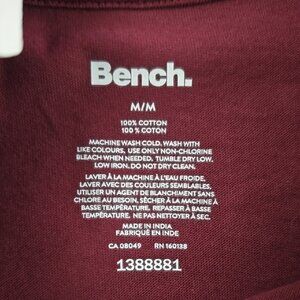 Bench.
M/M
100% COTTON
100 % COTON
MACHINE WASH COLD. WASH WITH
LIKE COLOURS. USE ONLY NON-CHLORINE
BLEACH WHEN NEEDED. TUMBLE DRY LOW.
LOW IRON. DO NOT DRY CLEAN.
LAVER À LA MACHINE À L'EAU FROIDE,
LAVER AVEC DES COULEURS SEMBLABLES.
UTILISER UN AGENT DE BLANCHIMENT SANS
CHLORE AU BESOIN. SÉCHER À LA MACHINE À
BASSE TEMPÉRATURE. REPASSER À BASSE
TEMPÉRATURE. NE PAS NETTOYER À SEC.
MADE IN INDIA
FABRIQUÉ EN INDE
CA 08049 RN 160138
1388881